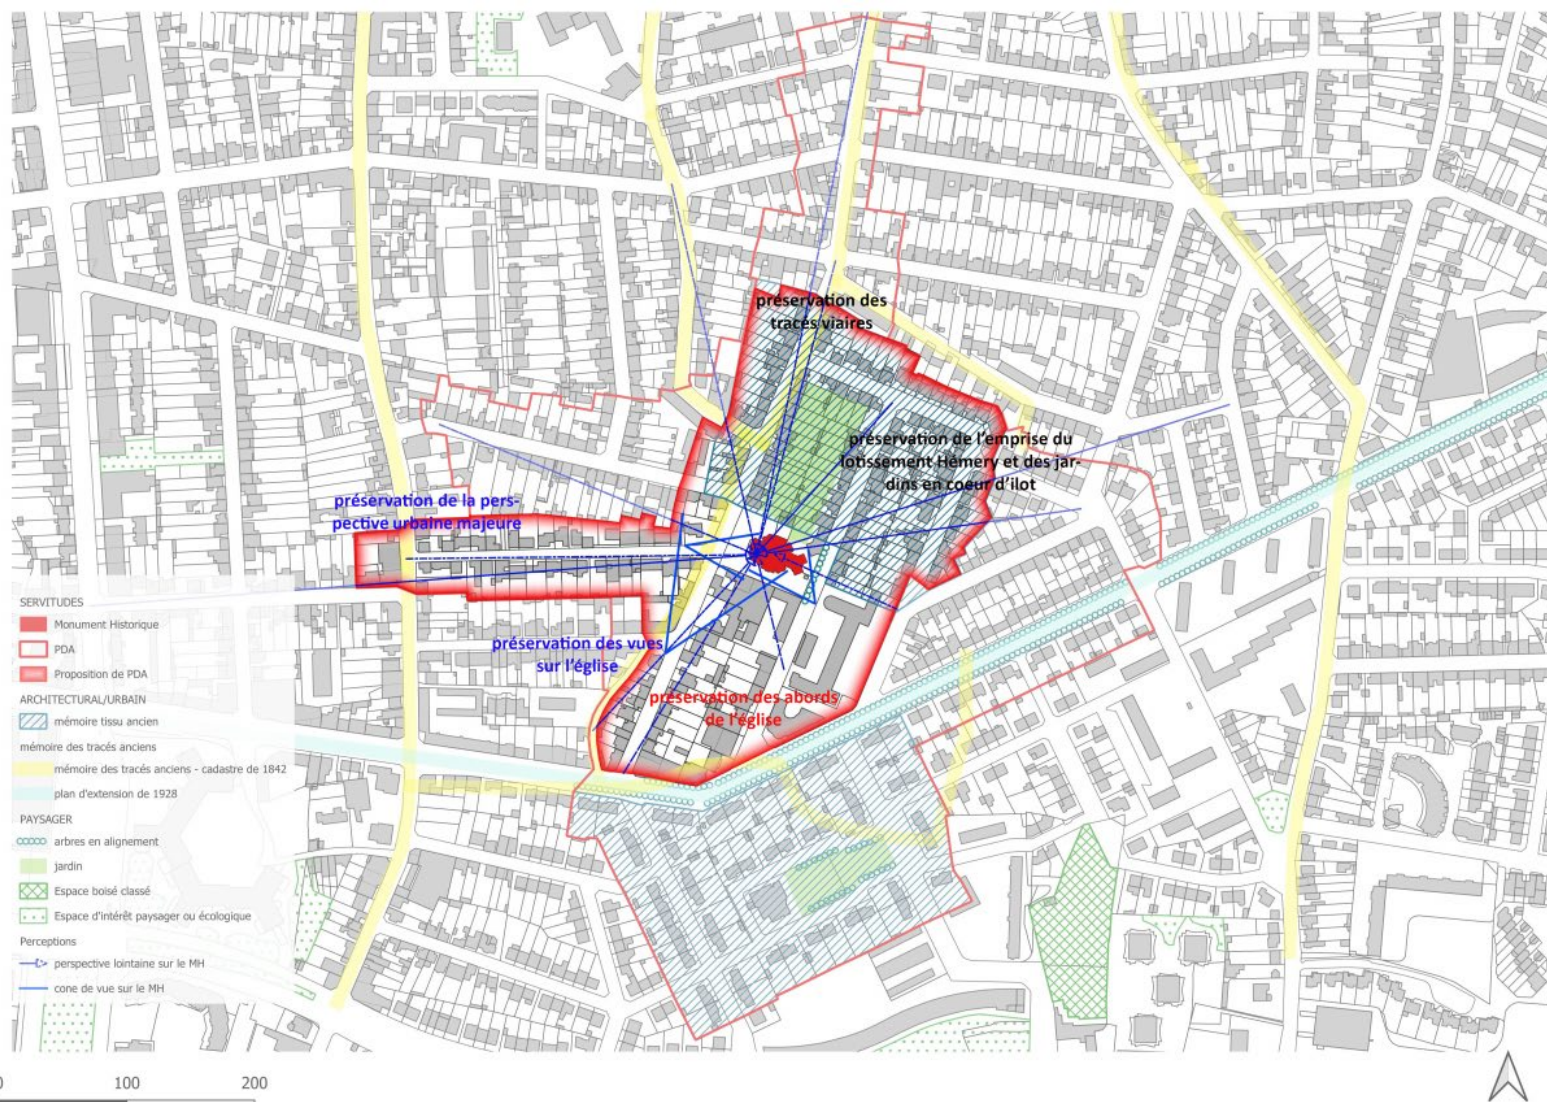 préservation des
tracés viaires
préservation de l'emprise du
lotissement Hémery et des jar-
dins en coeur d'ilot
préservation de la pers-
pective urbaine majeure
préservation des vues
sur l'église
préservation des abords
de l'église
SERVITUDES
Monument Historique
PDA
Proposition de PDA
ARCHITECTURAL/URBAIN
mémoire tissu ancien
mémoire des tracés anciens
mémoire des tracés anciens - cadastre de 1842
plan d'extension de 1928
PAYSAGER
arbres en alignement
jardin
Espace boisé classé
Espace d'intérêt paysager ou écologique
Perceptions
perspective lointaine sur le MH
cone de vue sur le MH
0 100 200